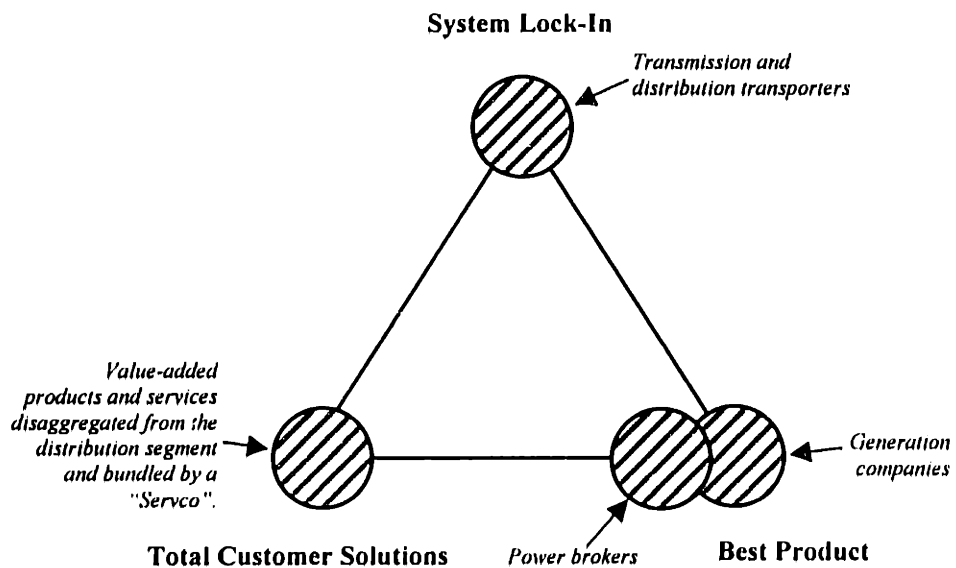 System Lock-In
Transmission and
distribution transporters
Value-added
products and services
disaggregated from the
distribution segment
and bundled by a
"Servco".
Generation
companies
Total Customer Solutions
Power brokers
Best Product